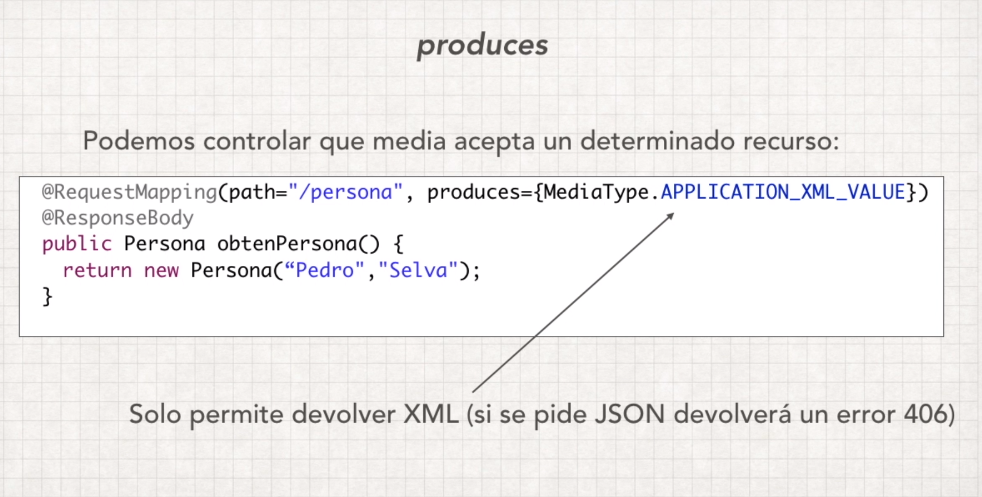 produces
Podemos controlar que media acepta un determinado recurso:
@RequestMapping(path="/persona", produces={MediaType.APPLICATION_XML_VALUE})
@ResponseBody
public Persona obtenPersona() {
return new Persona(“Pedro","Selva");
}
Solo permite devolver XML (si se pide JSON devolverá un error 406)